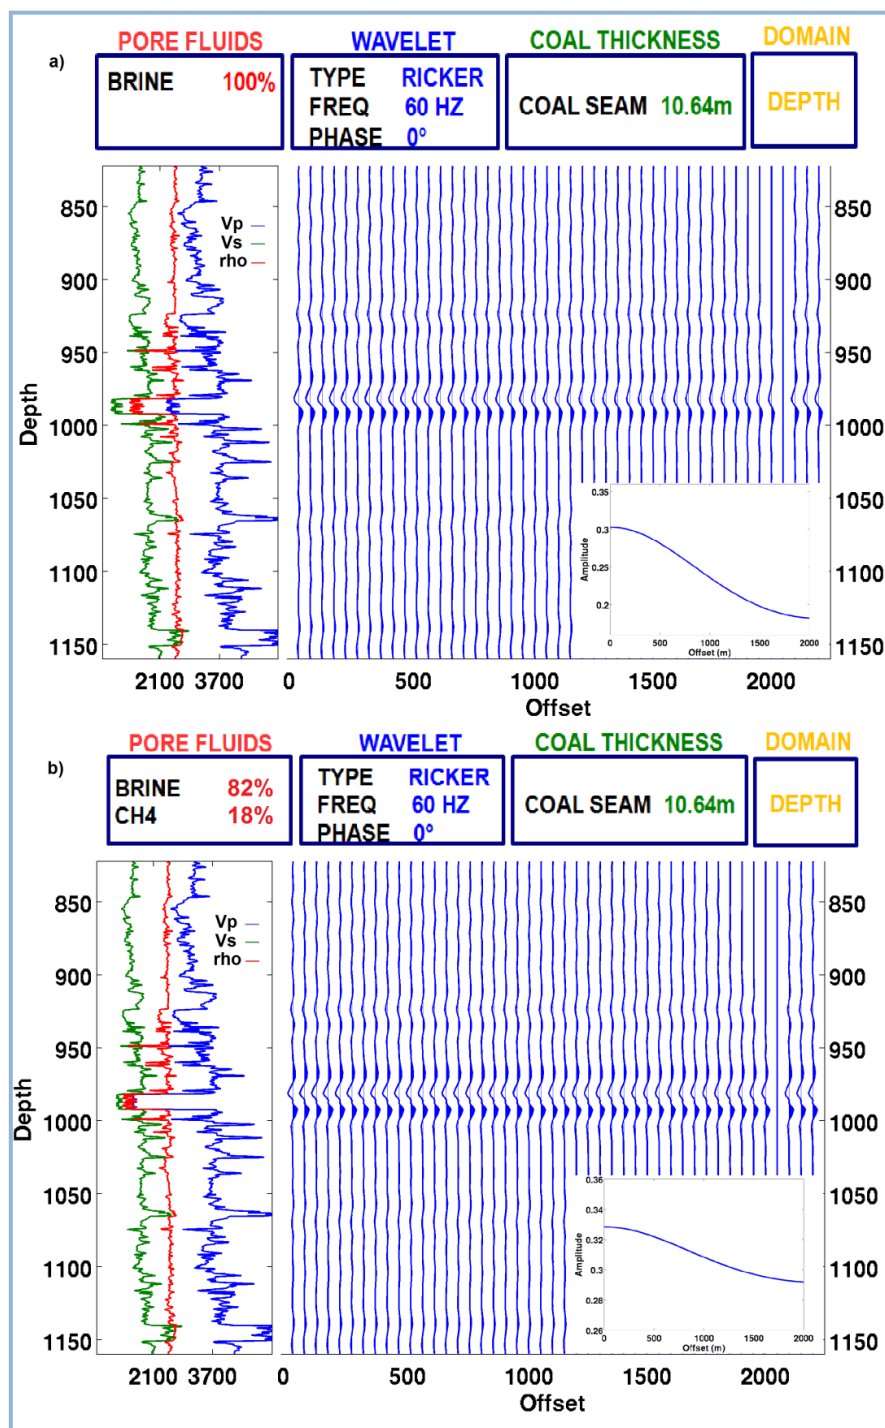 a)
PORE FLUIDS WAVELET COAL THICKNESS DOMAIN
BRINE 100%
TYPE RICKER
FREQ 60 HZ
PHASE 0°
COAL SEAM 10.64m
DEPTH
Depth
850
900
950
1000
1050
1100
1150
Vp
Vs
rho
2100 3700
0 500 1000 1500 2000
Offset
850
900
950
1000
1050
1100
1150
Amplitude
0.35
0.3
0.25
0.2
0 500 1000 1500 2000
Offset (m)
b)
PORE FLUIDS WAVELET COAL THICKNESS DOMAIN
BRINE 82%
CH4 18%
TYPE RICKER
FREQ 60 HZ
PHASE 0°
COAL SEAM 10.64m
DEPTH
Depth
850
900
950
1000
1050
1100
1150
Vp
Vs
rho
2100 3700
0 500 1000 1500 2000
Offset
850
900
950
1000
1050
1100
1150
Amplitude
0.36
0.34
0.32
0.3
0.28
0.26
0 500 1000 1500 2000
Offset (m)